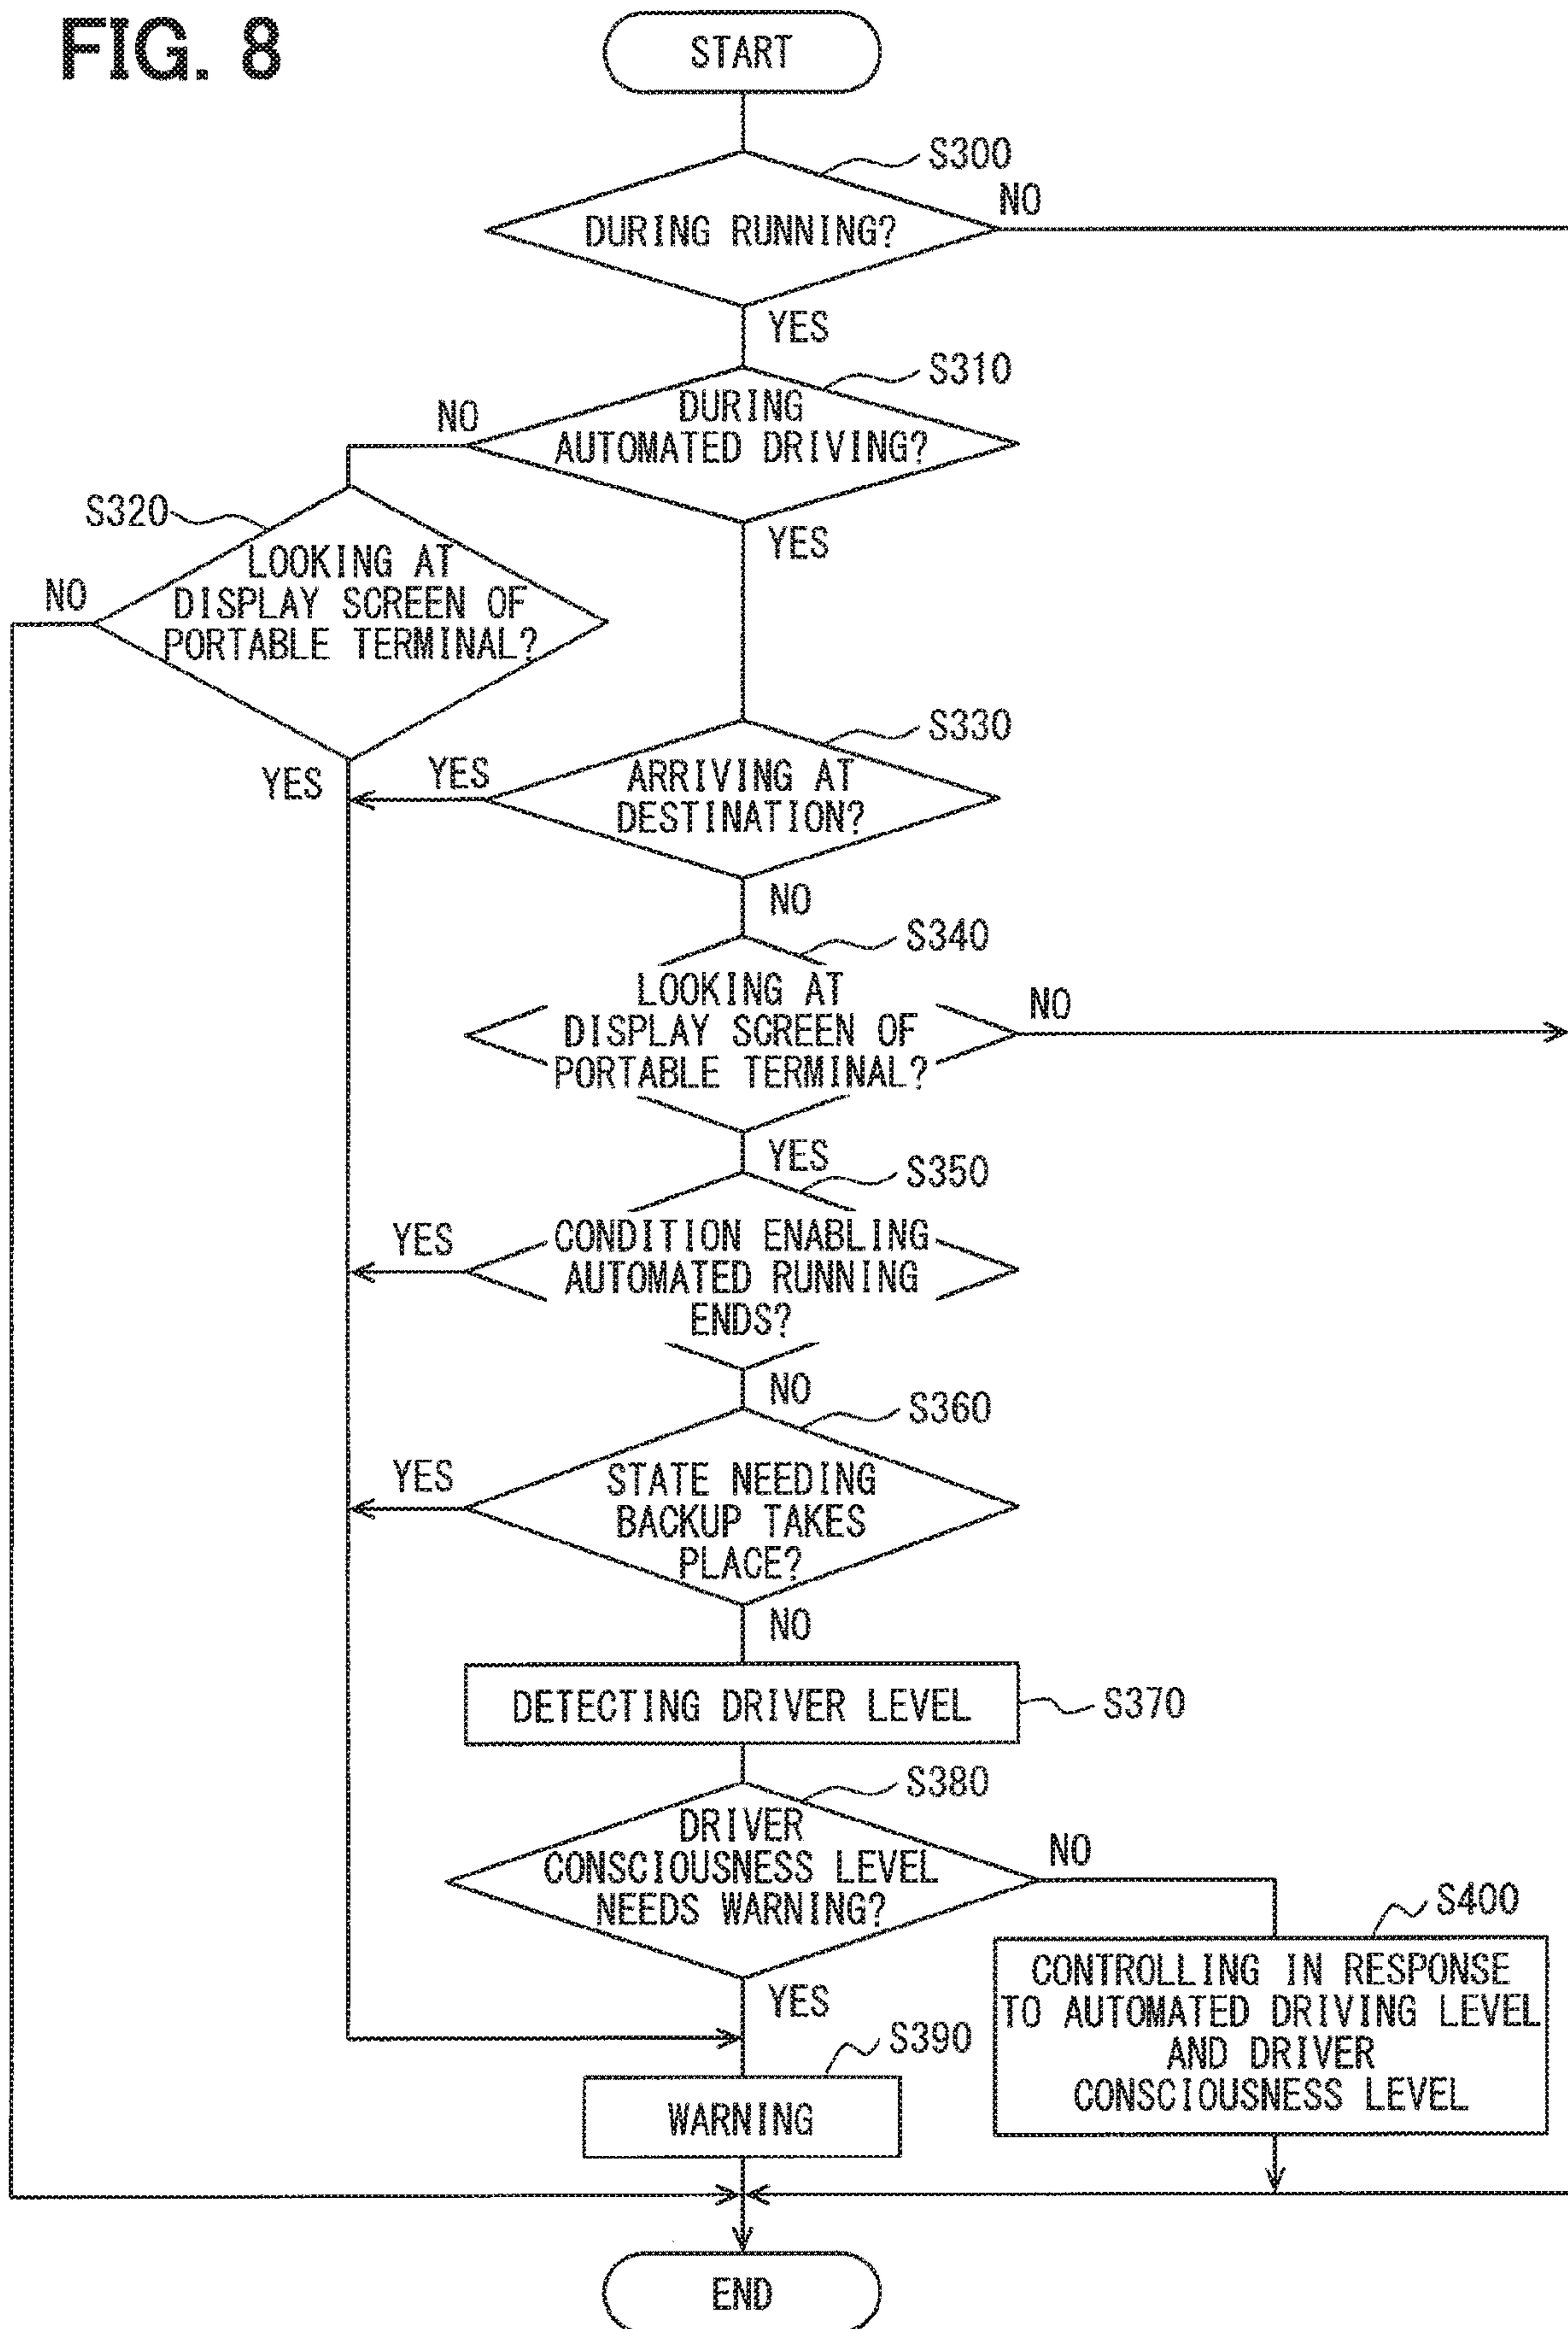 FIG. 8
START
S300
DURING RUNNING?
NO
YES
S310
DURING
AUTOMATED DRIVING?
NO
YES
S320
LOOKING AT
DISPLAY SCREEN OF
PORTABLE TERMINAL?
NO
YES
S330
ARRIVING AT
DESTINATION?
YES
NO
S340
LOOKING AT
DISPLAY SCREEN OF
PORTABLE TERMINAL?
NO
YES
S350
CONDITION ENABLING
AUTOMATED RUNNING
ENDS?
YES
NO
S360
STATE NEEDING
BACKUP TAKES
PLACE?
YES
NO
DETECTING DRIVER LEVEL
S370
S380
DRIVER
CONSCIOUSNESS LEVEL
NEEDS WARNING?
NO
YES
S400
CONTROLLING IN RESPONSE
TO AUTOMATED DRIVING LEVEL
AND DRIVER
CONSCIOUSNESS LEVEL
S390
WARNING
END